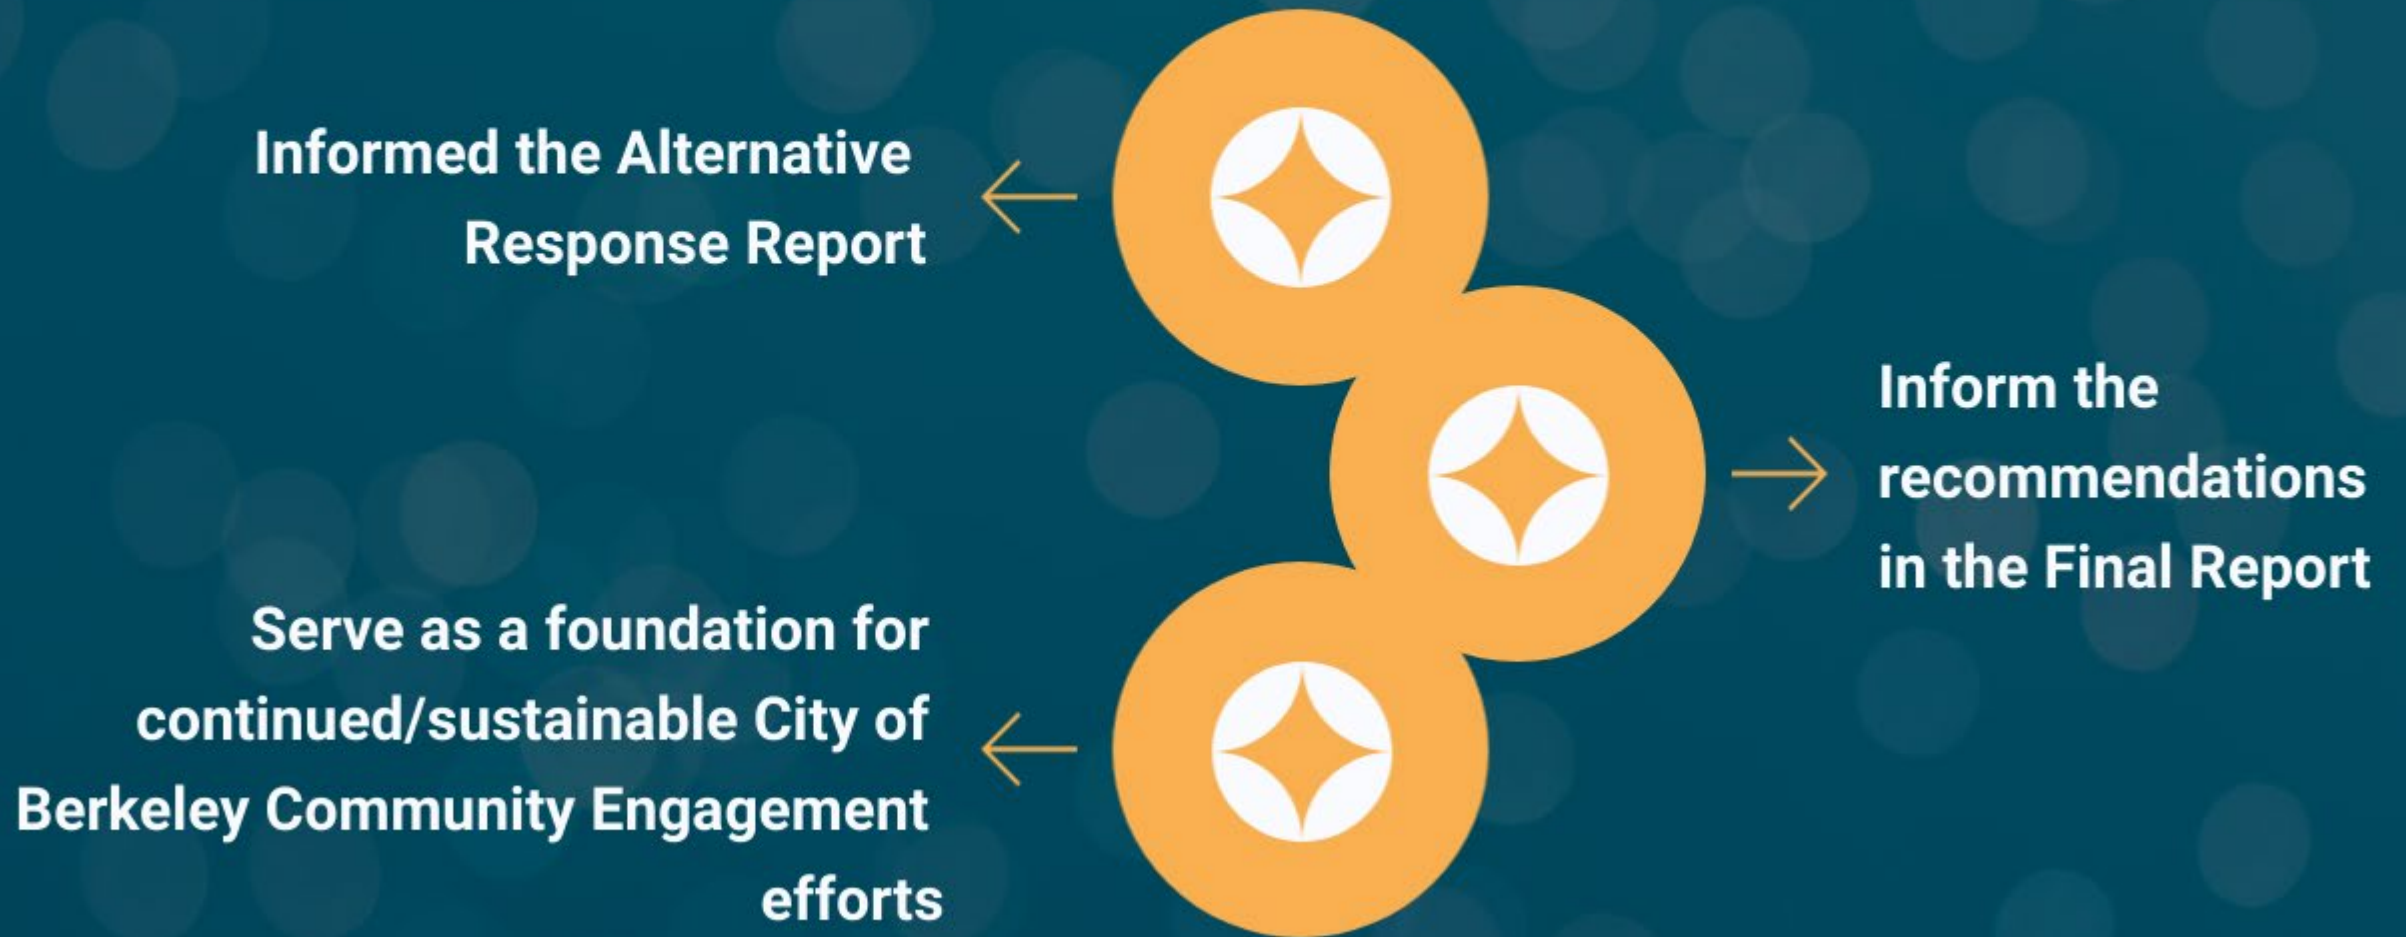 Informed the Alternative
Response Report
Inform the
recommendations
in the Final Report
Serve as a foundation for
continued/sustainable City of
Berkeley Community Engagement
efforts